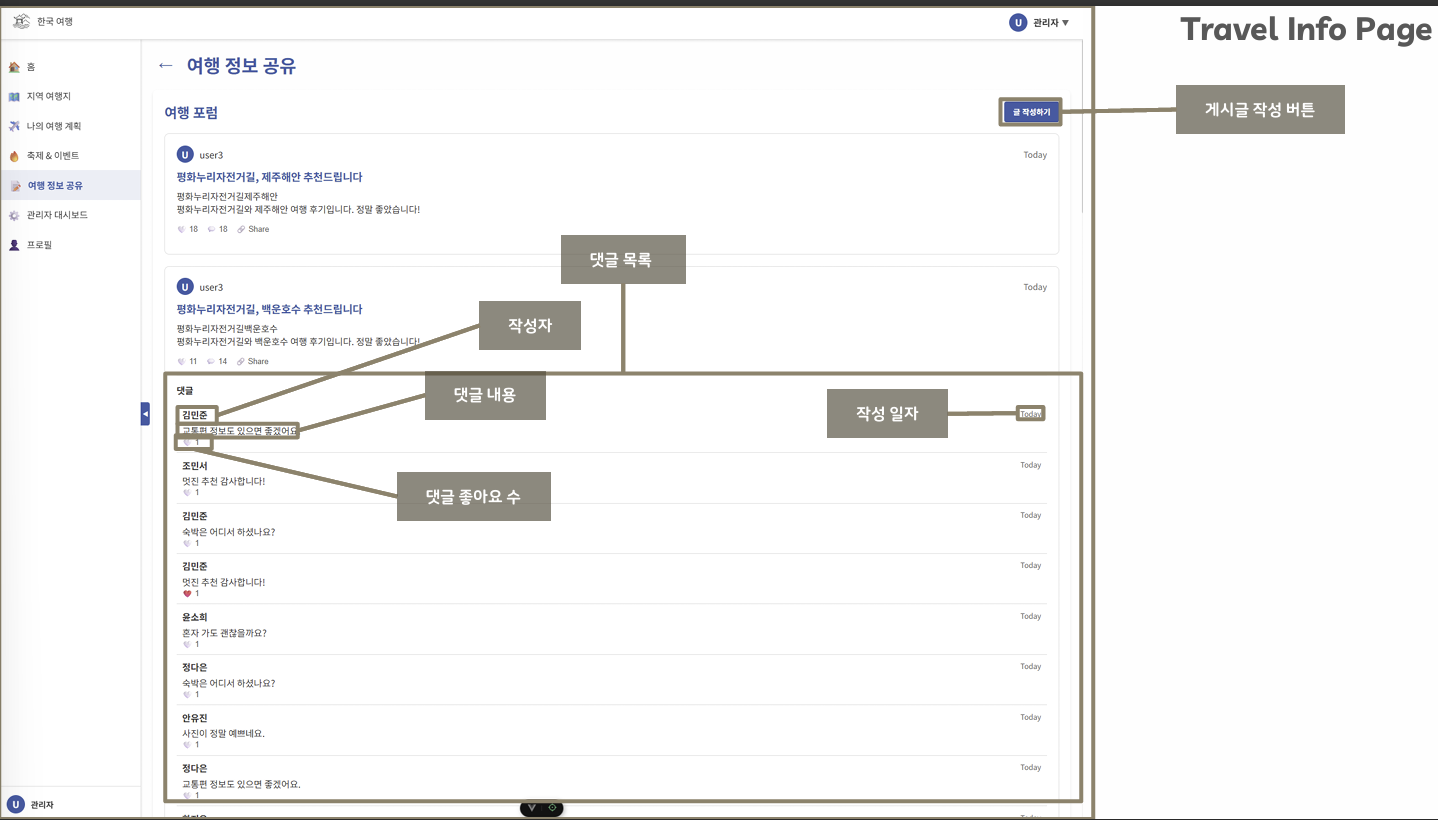 한국 여행
U 관리자 ▼
Travel Info Page
홈
지역 여행지
나의 여행 계획
축제 & 이벤트
여행 정보 공유
관리자 대시보드
프로필
← 여행 정보 공유
여행 포럼
글 작성하기
게시글 작성 버튼
U user3
Today
평화누리자전거길, 제주해안 추천드립니다
평화누리자전거길제주해안
평화누리자전거길와 제주해안 여행 후기입니다. 정말 좋았습니다!
18 18 Share
댓글 목록
U user3
Today
평화누리자전거길, 백운호수 추천드립니다
작성자
평화누리자전거길백운호수
평화누리자전거길와 백운호수 여행 후기입니다. 정말 좋았습니다!
11 14 Share
댓글
댓글 내용
작성 일자
김민준
Today
교통편 정보도 있으면 좋겠어요
1
조민서
Today
멋진 추천 감사합니다!
1
댓글 좋아요 수
김민준
Today
숙박은 어디서 하셨나요?
1
김민준
Today
멋진 추천 감사합니다!
1
윤소희
Today
혼자 가도 괜찮을까요?
1
정다은
Today
숙박은 어디서 하셨나요?
1
안유진
Today
사진이 정말 예쁘네요.
1
정다은
Today
교통편 정보도 있으면 좋겠어요.
1
U 관리자